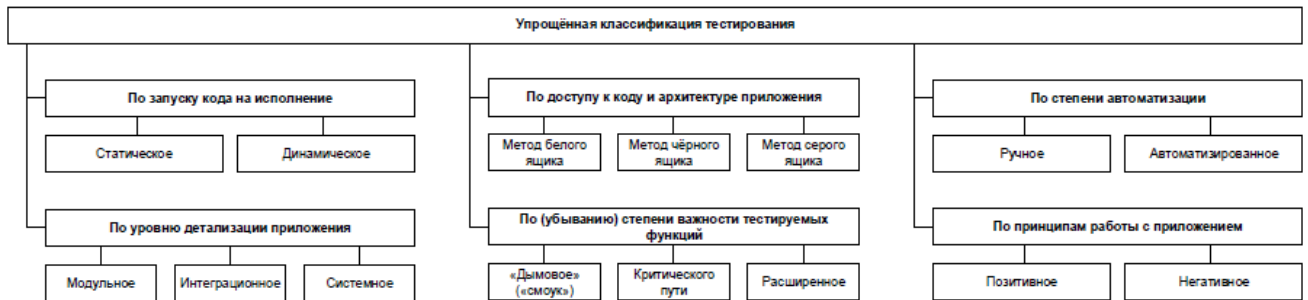 Упрощённая классификация тестирования
По запуску кода на исполнение
Статическое
Динамическое
По доступу к коду и архитектуре приложения
Метод белого
ящика
Метод чёрного
ящика
Метод серого
ящика
По степени автоматизации
Ручное
Автоматизированное
По уровню детализации приложения
Модульное
Интеграционное
Системное
По (убыванию) степени важности тестируемых
функций
«Дымовое»
(«смоук»)
Критического
пути
Расширенное
По принципам работы с приложением
Позитивное
Негативное